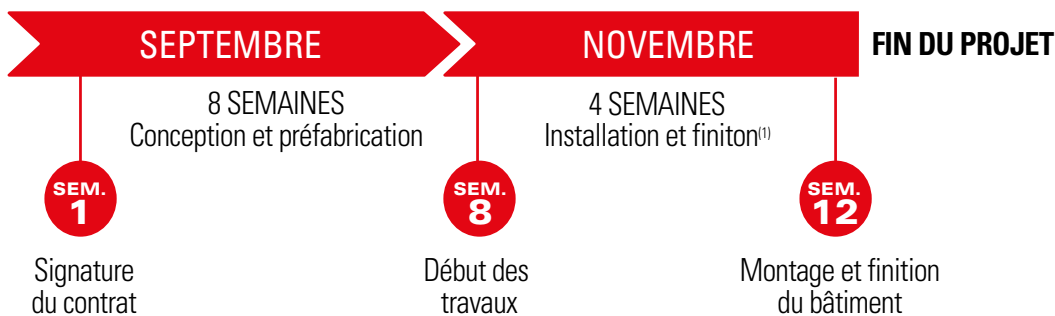 SEPTEMBRE
NOVEMBRE
FIN DU PROJET
8 SEMAINES
Conception et préfabrication
4 SEMAINES
Installation et finiton(1)
SEM.
1
SEM.
8
SEM.
12
Signature
du contrat
Début des
travaux
Montage et finition
du bâtiment